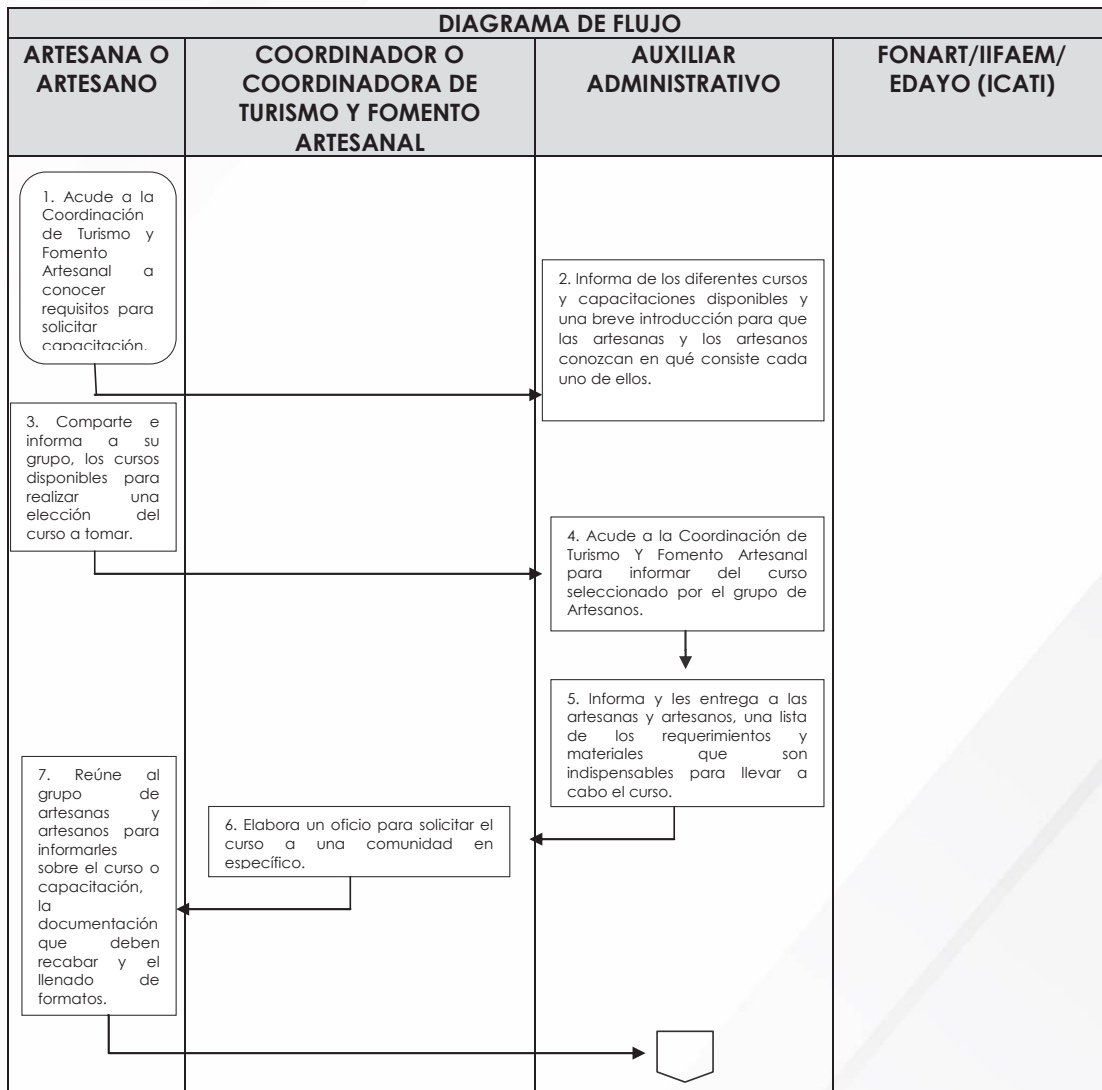 DIAGRAMA DE FLUJO
ARTESANA O
ARTESANO
COORDINADOR O
COORDINADORA DE
TURISMO Y FOMENTO
ARTESANAL
AUXILIAR
ADMINISTRATIVO
FONART/IIFAEM/
EDAYO (ICATI)
1. Acude a la
Coordinación
de Turismo y
Fomento
Artesanal a
conocer
requisitos para
solicitar
capacitación.
2. Informa de los diferentes cursos
y capacitaciones disponibles y
una breve introducción para que
las artesanas y los artesanos
conozcan en qué consiste cada
uno de ellos.
3. Comparte e
informa a su
grupo, los cursos
disponibles para
realizar una
elección del
curso a tomar.
4. Acude a la Coordinación de
Turismo Y Fomento Artesanal
para informar del curso
seleccionado por el grupo de
Artesanos.
5. Informa y les entrega a las
artesanas y artesanos, una lista
de los requerimientos y
materiales que son
indispensables para llevar a
cabo el curso.
6. Elabora un oficio para solicitar el
curso a una comunidad en
específico.
7. Reúne al
grupo de
artesanas y
artesanos para
informarles
sobre el curso o
capacitación,
la
documentación
que deben
recabar y el
llenado de
formatos.